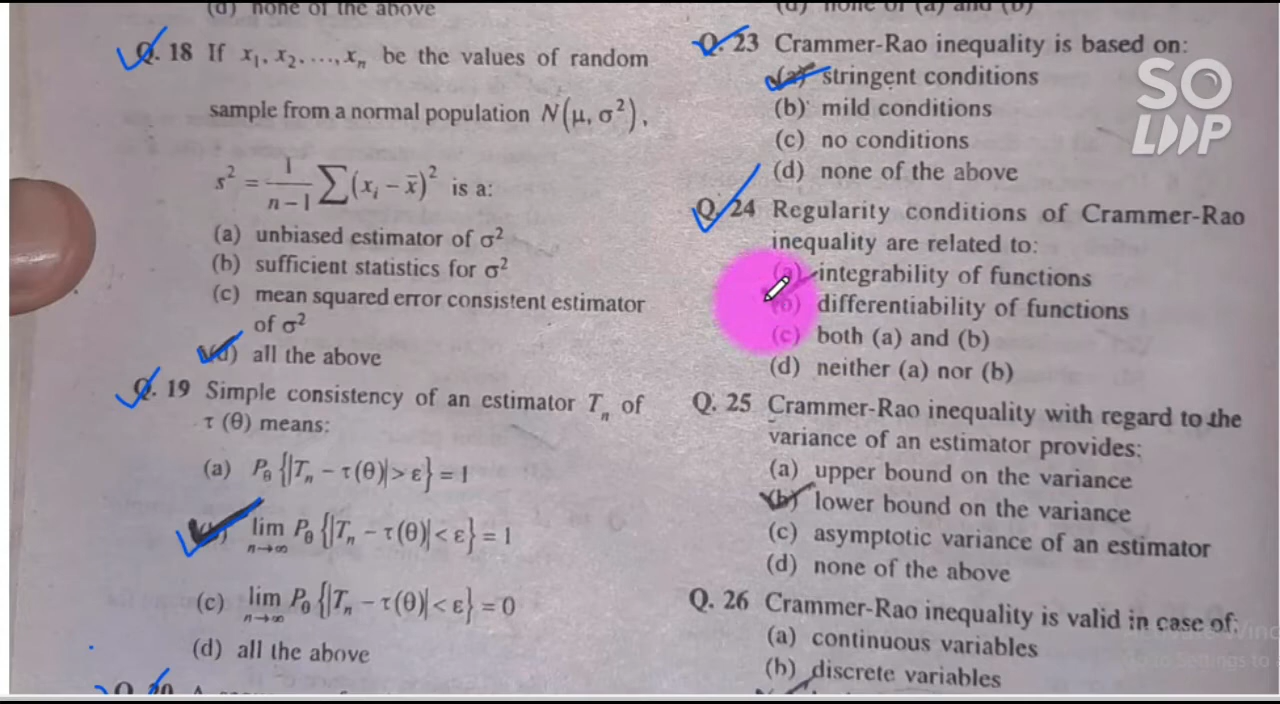 (d) none of the above
Q. 18 If x₁, x₂,...,xₙ be the values of random
sample from a normal population N(μ, σ²),
s² = 1/(n−1) ∑(xᵢ − x̄)² is a:
(a) unbiased estimator of σ²
(b) sufficient statistics for σ²
(c) mean squared error consistent estimator
of σ²
(d) all the above
Q. 19 Simple consistency of an estimator Tₙ of
τ (θ) means:
(a) P_θ {|Tₙ − τ(θ)| > ε} = 1
lim n→∞ P_θ {|Tₙ − τ(θ)| < ε} = 1
(c) lim n→∞ P_θ {|Tₙ − τ(θ)| < ε} = 0
(d) all the above
Q. 20
(d) none of (a) and (b)
Q. 23 Crammer-Rao inequality is based on:
(a) stringent conditions
(b) mild conditions
(c) no conditions
(d) none of the above
Q. 24 Regularity conditions of Crammer-Rao
inequality are related to:
(a) integrability of functions
(b) differentiability of functions
(c) both (a) and (b)
(d) neither (a) nor (b)
Q. 25 Crammer-Rao inequality with regard to the
variance of an estimator provides:
(a) upper bound on the variance
(b) lower bound on the variance
(c) asymptotic variance of an estimator
(d) none of the above
Q. 26 Crammer-Rao inequality is valid in case of:
(a) continuous variables
(b) discrete variables
SO
LOOP